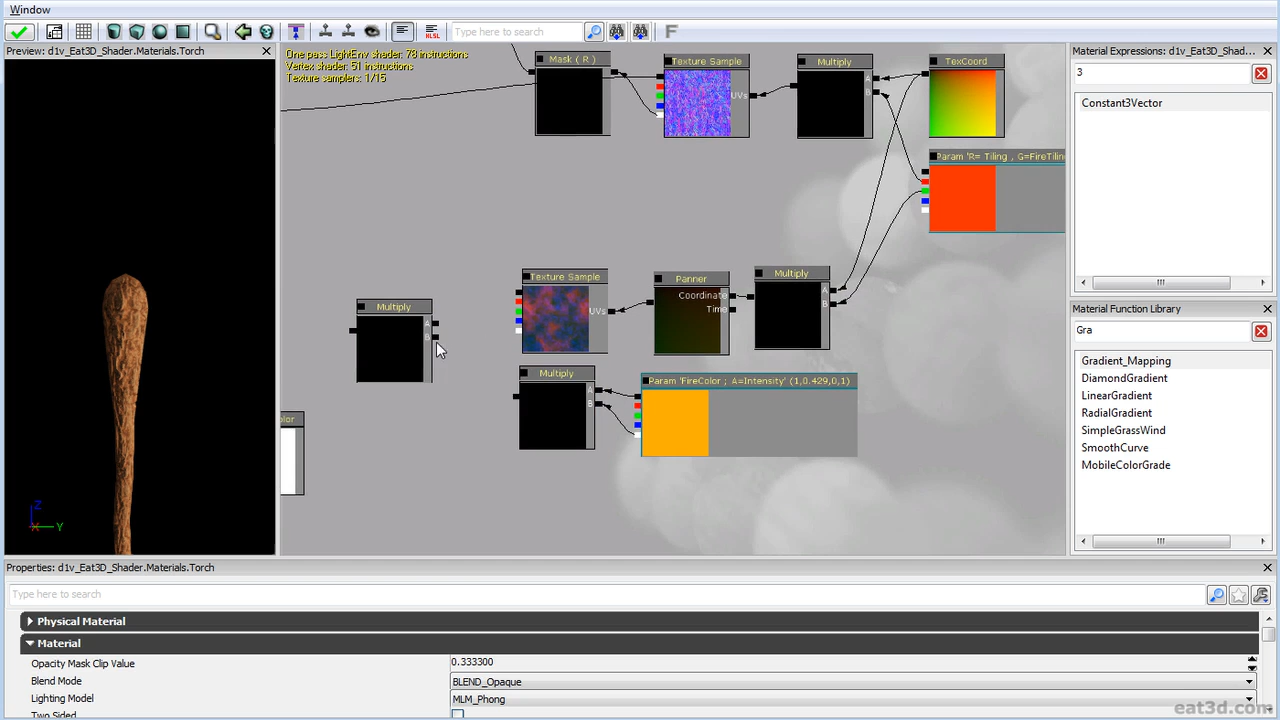 Window
Type here to search
HLSL
F
Preview: d1v_Eat3D_Shader.Materials.Torch
One pass LightEnv shader: 78 instructions
Vertex shader: 51 instructions
Texture samplers: 1/15
Mask ( R )
Texture Sample
UVs
Multiply
A
B
TexCoord
Param 'R= Tiling , G=FireTilin
Multiply
A
B
Texture Sample
UVs
Panner
Coordinate
Time
Multiply
A
B
Multiply
A
B
Param 'FireColor ; A=Intensity' (1,0.429,0,1)
olor
Z
X
Y
Material Expressions: d1v_Eat3D_Shad...
3
Constant3Vector
Material Function Library
Gra
Gradient_Mapping
DiamondGradient
LinearGradient
RadialGradient
SimpleGrassWind
SmoothCurve
MobileColorGrade
Properties: d1v_Eat3D_Shader.Materials.Torch
Type here to search
Physical Material
Material
Opacity Mask Clip Value
0.333300
Blend Mode
BLEND_Opaque
Lighting Model
MLM_Phong
Two Sided
eat3d.com